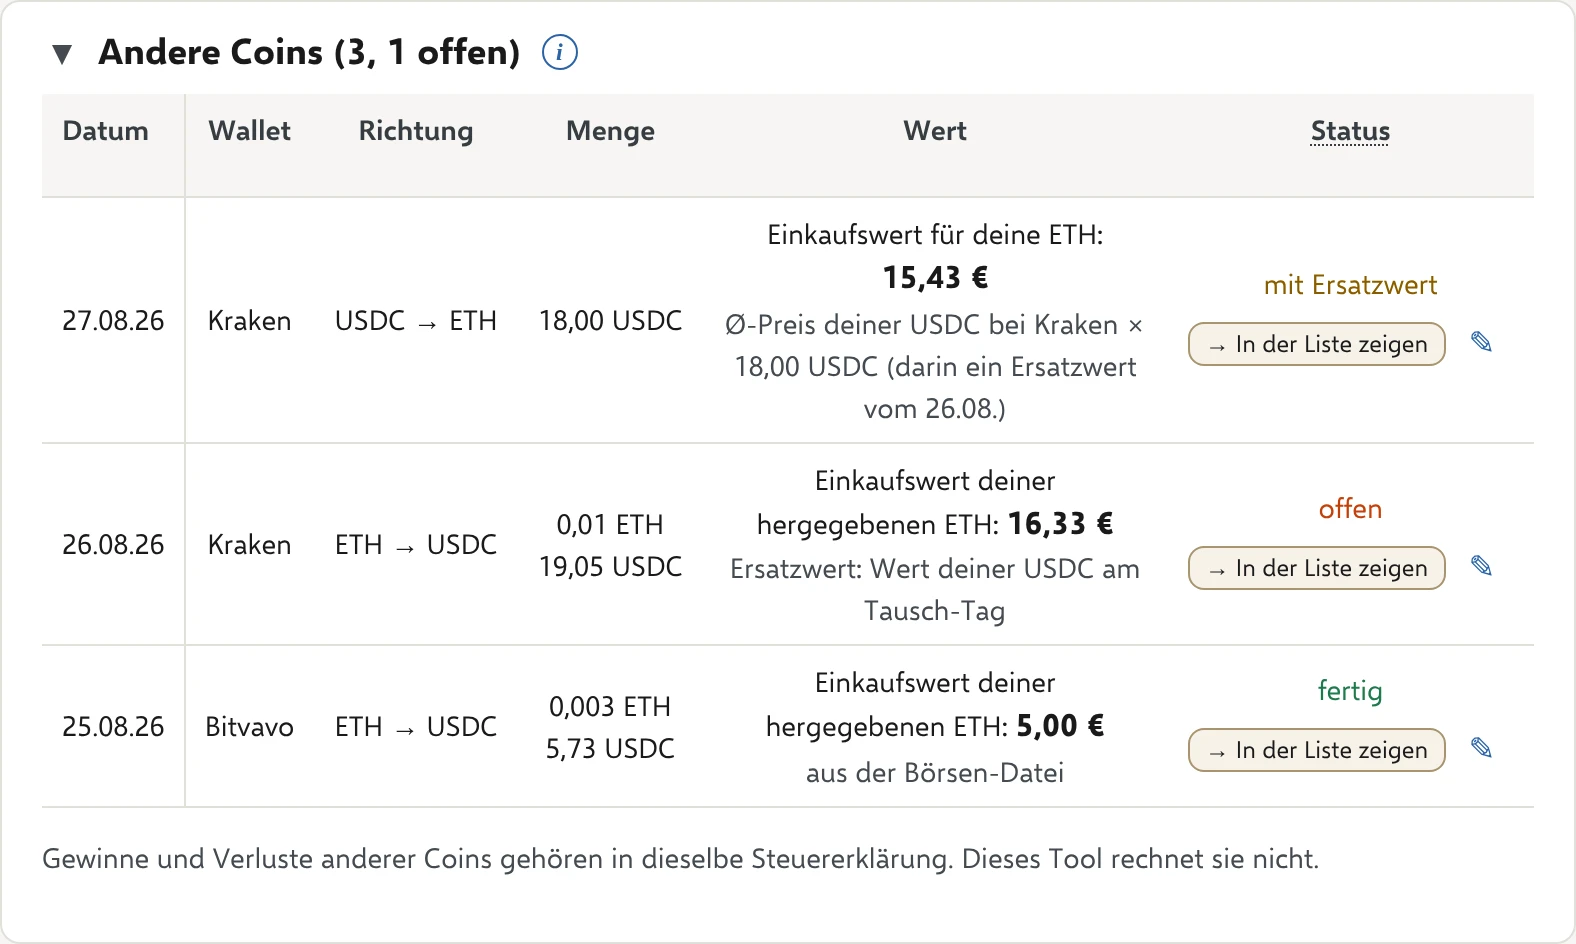 ▼ Andere Coins (3, 1 offen) i
Datum Wallet Richtung Menge Wert Status
Einkaufswert für deine ETH:
15,43 €
mit Ersatzwert
27.08.26 Kraken USDC → ETH 18,00 USDC Ø-Preis deiner USDC bei Kraken ×
→ In der Liste zeigen
18,00 USDC (darin ein Ersatzwert
vom 26.08.)
Einkaufswert deiner
hergegebenen ETH: 16,33 €
offen
26.08.26 Kraken ETH → USDC
0,01 ETH
19,05 USDC
Ersatzwert: Wert deiner USDC am
→ In der Liste zeigen
Tausch-Tag
Einkaufswert deiner
hergegebenen ETH: 5,00 €
fertig
25.08.26 Bitvavo ETH → USDC
0,003 ETH
5,73 USDC
aus der Börsen-Datei
→ In der Liste zeigen
Gewinne und Verluste anderer Coins gehören in dieselbe Steuererklärung. Dieses Tool rechnet sie nicht.